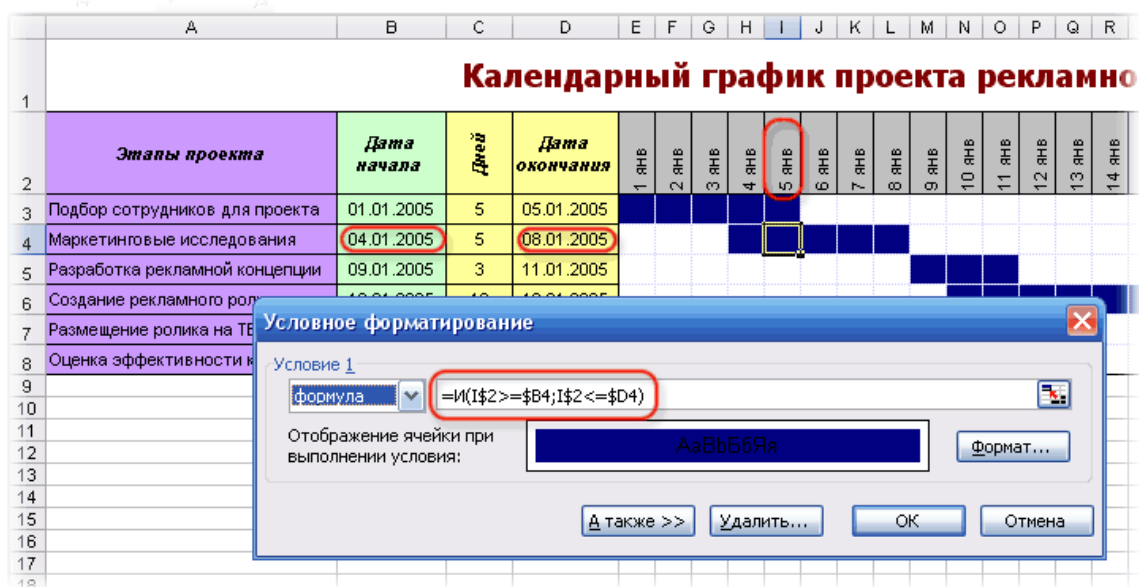 A B C D E F G H I J K L M N O P Q R
1 Календарный график проекта рекламно
2 Этапы проекта Дата начала Дней Дата окончания 1 янв 2 янв 3 янв 4 янв 5 янв 6 янв 7 янв 8 янв 9 янв 10 янв 11 янв 12 янв 13 янв 14 янв
3 Подбор сотрудников для проекта 01.01.2005 5 05.01.2005
4 Маркетинговые исследования 04.01.2005 5 08.01.2005
5 Разработка рекламной концепции 09.01.2005 3 11.01.2005
6 Создание рекламного рол
7 Размещение ролика на ТВ
8 Оценка эффективности к
9
10
11
12
13
14
15
16
17
18
Условное форматирование
Условие 1
формула =И(I$2>=$B4;I$2<=$D4)
Отображение ячейки при
выполнении условия:
АаВbБбЯя
Формат...
А также >> Удалить... ОК Отмена